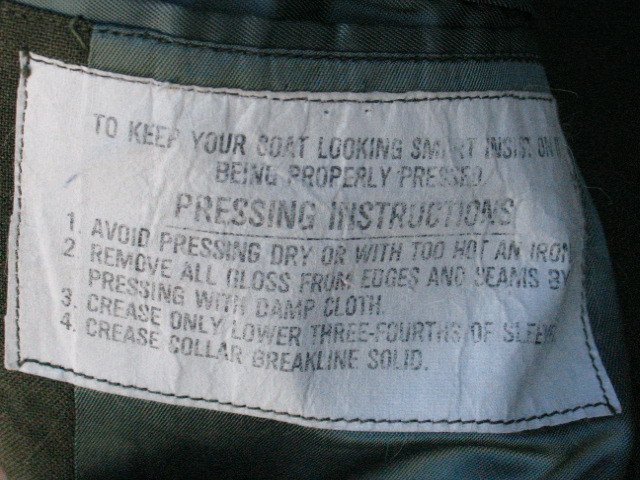 TO KEEP YOUR COAT LOOKING SMART INSIST ON
BEING PROPERLY PRESSED
PRESSING INSTRUCTIONS
1. AVOID PRESSING DRY OR WITH TOO HOT AN IRON
2. REMOVE ALL GLOSS FROM EDGES AND SEAMS BY
PRESSING WITH DAMP CLOTH.
3. CREASE ONLY LOWER THREE-FOURTHS OF SLEEVE
4. CREASE COLLAR BREAKLINE SOLID.